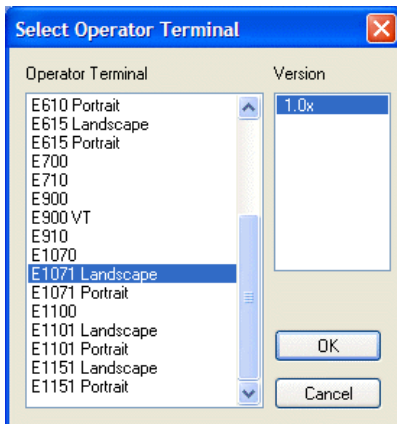 Select Operator Terminal
Operator Terminal
Version
E610 Portrait
E615 Landscape
E615 Portrait
E700
E710
E900
E900 VT
E910
E1070
E1071 Landscape
E1071 Portrait
E1100
E1101 Landscape
E1101 Portrait
E1151 Landscape
E1151 Portrait
1.0x
OK
Cancel